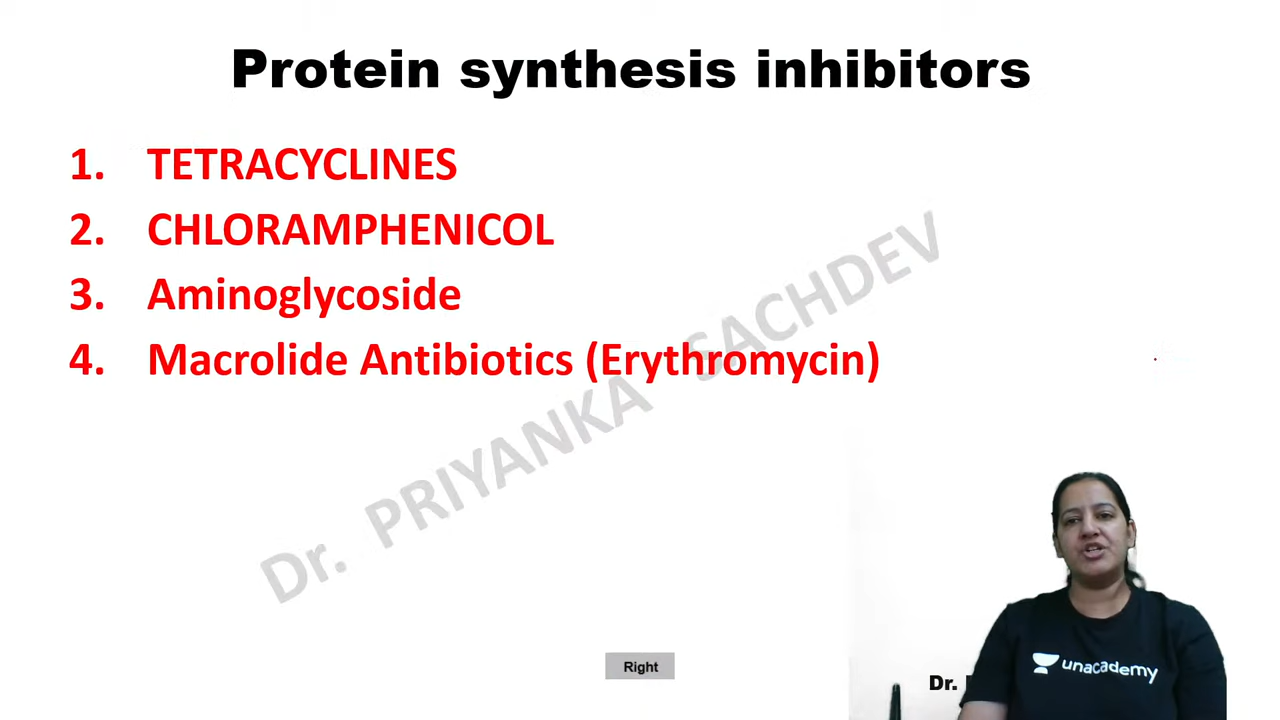 Protein synthesis inhibitors
1. TETRACYCLINES
2. CHLORAMPHENICOL
3. Aminoglycoside
4. Macrolide Antibiotics (Erythromycin)
Dr. PRIYANKA SACHDEV
Right
unacademy
Dr.